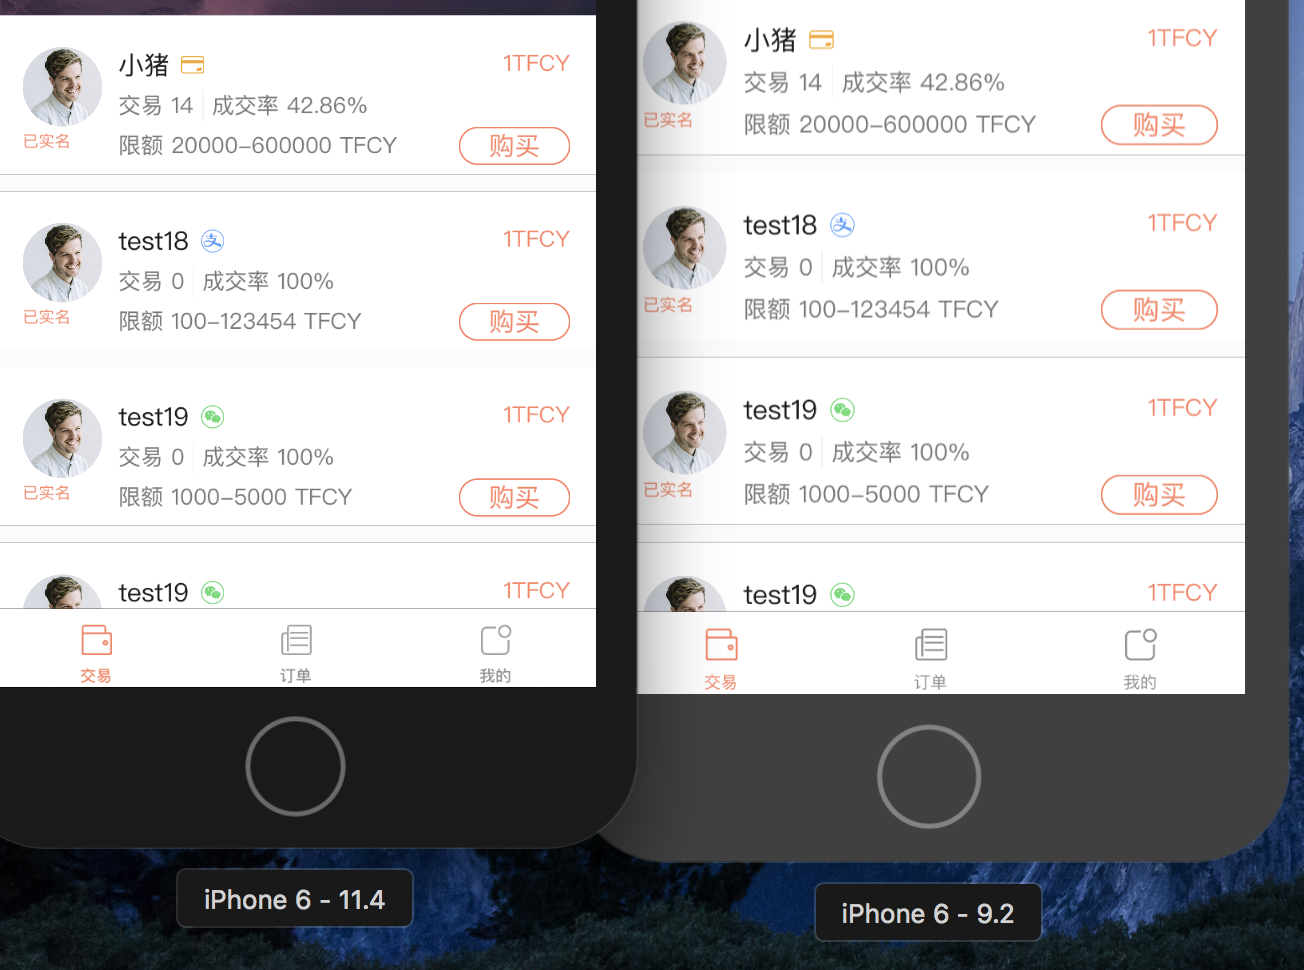 小猪
1TFCY
交易 14 成交率 42.86%
已实名
限额 20000-600000 TFCY
购买
test18
1TFCY
交易 0 成交率 100%
已实名
限额 100-123454 TFCY
购买
test19
1TFCY
交易 0 成交率 100%
已实名
限额 1000-5000 TFCY
购买
test19
1TFCY
交易 订单 我的
iPhone 6 - 11.4
小猪
1TFCY
交易 14 成交率 42.86%
已实名
限额 20000-600000 TFCY
购买
test18
1TFCY
交易 0 成交率 100%
已实名
限额 100-123454 TFCY
购买
test19
1TFCY
交易 0 成交率 100%
已实名
限额 1000-5000 TFCY
购买
test19
1TFCY
交易 订单 我的
iPhone 6 - 9.2